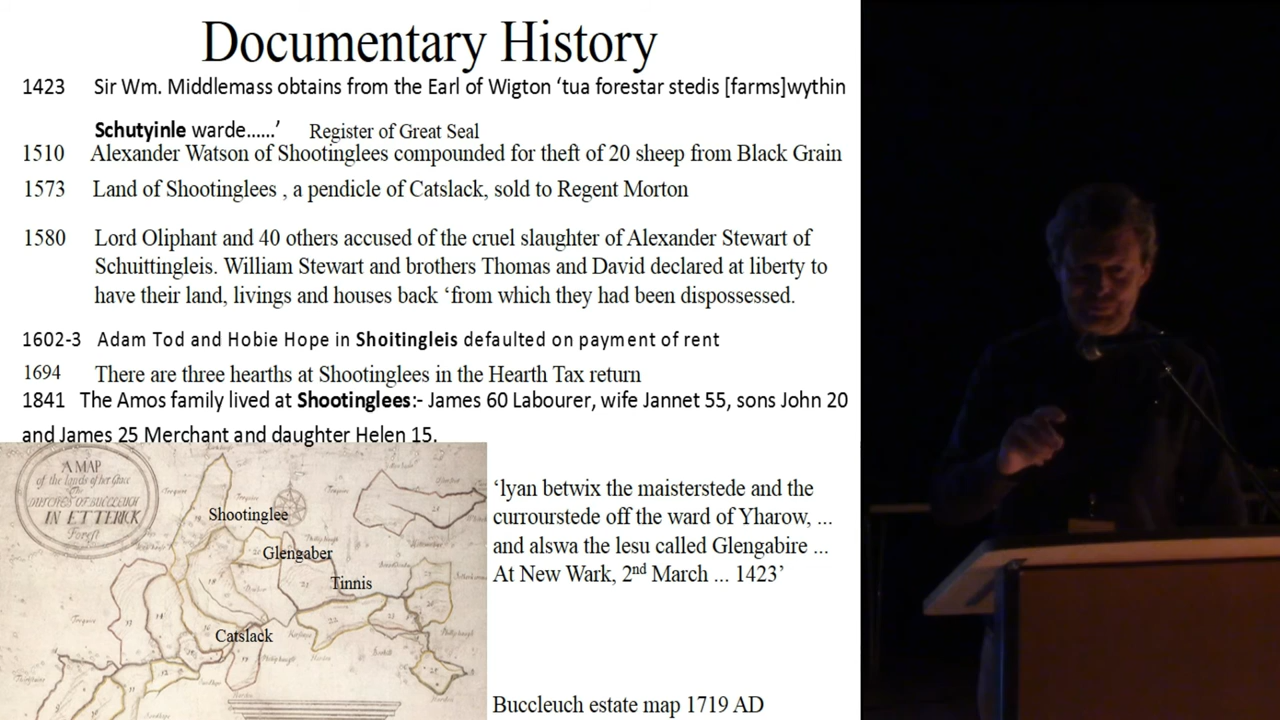 Documentary History
1423 Sir Wm. Middlemass obtains from the Earl of Wigton ‘tua forestar stedis [farms]wythin
Schutyinle warde......’ Register of Great Seal
1510 Alexander Watson of Shootinglees compounded for theft of 20 sheep from Black Grain
1573 Land of Shootinglees , a pendicle of Catslack, sold to Regent Morton
1580 Lord Oliphant and 40 others accused of the cruel slaughter of Alexander Stewart of
Schuittingleis. William Stewart and brothers Thomas and David declared at liberty to
have their land, livings and houses back ‘from which they had been dispossessed.
1602-3 Adam Tod and Hobie Hope in Shoitingleis defaulted on payment of rent
1694 There are three hearths at Shootinglees in the Hearth Tax return
1841 The Amos family lived at Shootinglees:- James 60 Labourer, wife Jannet 55, sons John 20
and James 25 Merchant and daughter Helen 15.
A MAP
of the lands of her Grace
The
DUTCHES OF BUCCLEUCH
IN ETTERICK
Forest
Shootinglee
Glengaber
Tinnis
Catslack
‘lyan betwix the maisterstede and the
currourstede off the ward of Yharow, ...
and alswa the lesu called Glengabire ...
At New Wark, 2nd March ... 1423’
Buccleuch estate map 1719 AD